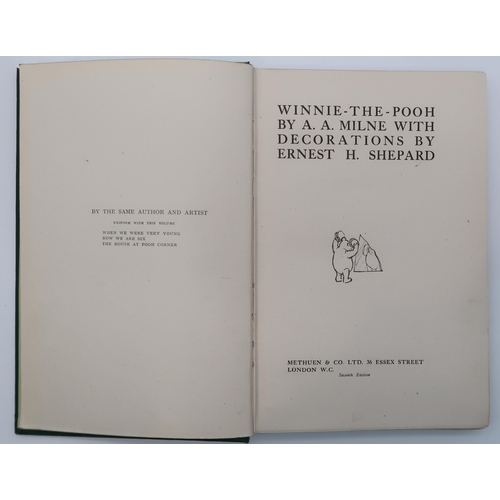 BY THE SAME AUTHOR AND ARTIST
UNIFORM WITH THIS VOLUME
WHEN WE WERE VERY YOUNG
NOW WE ARE SIX
THE HOUSE AT POOH CORNER
WINNIE-THE-POOH
BY A. A. MILNE WITH
DECORATIONS BY
ERNEST H. SHEPARD
METHUEN & CO. LTD. 36 ESSEX STREET
LONDON W.C.
Seventh Edition